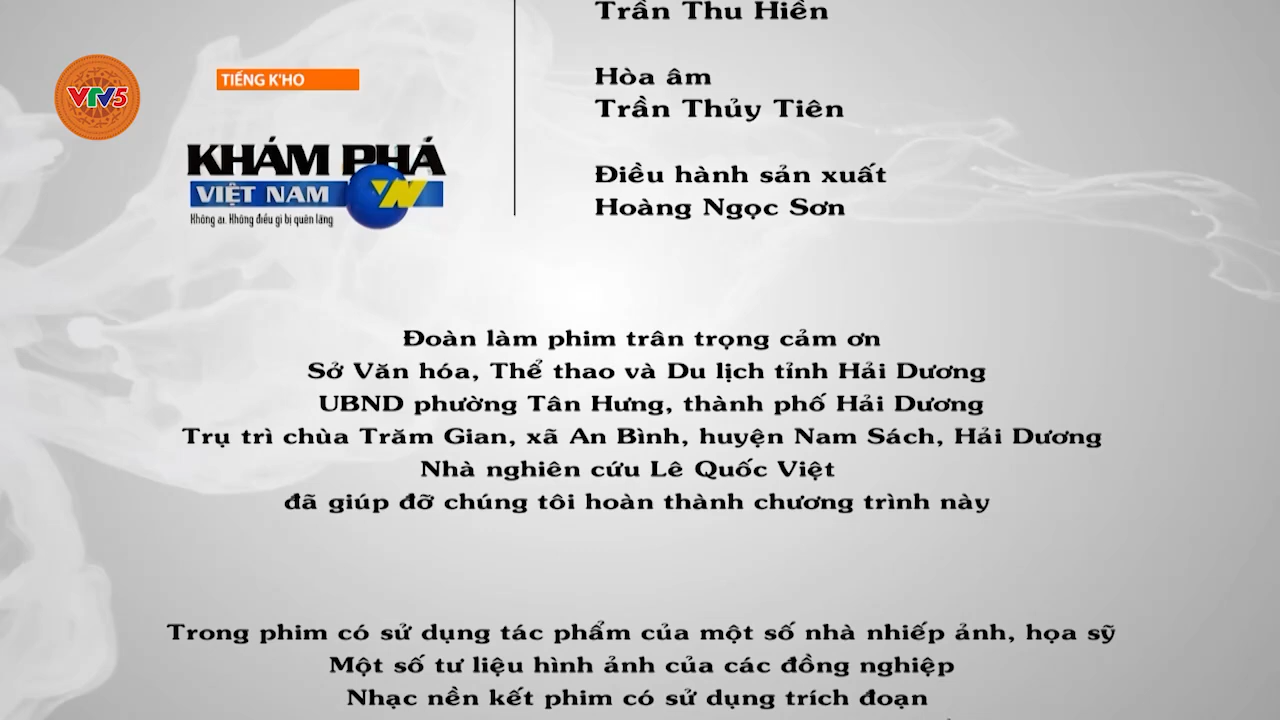 VTV5
TIẾNG K'HO
KHÁM PHÁ
VIỆT NAM
VN
Không ai. Không điều gì bị quên lãng
Trần Thu Hiền
Hòa âm
Trần Thủy Tiên
Điều hành sản xuất
Hoàng Ngọc Sơn
Đoàn làm phim trân trọng cảm ơn
Sở Văn hóa, Thể thao và Du lịch tỉnh Hải Dương
UBND phường Tân Hưng, thành phố Hải Dương
Trụ trì chùa Trăm Gian, xã An Bình, huyện Nam Sách, Hải Dương
Nhà nghiên cứu Lê Quốc Việt
đã giúp đỡ chúng tôi hoàn thành chương trình này
Trong phim có sử dụng tác phẩm của một số nhà nhiếp ảnh, họa sỹ
Một số tư liệu hình ảnh của các đồng nghiệp
Nhạc nền kết phim có sử dụng trích đoạn